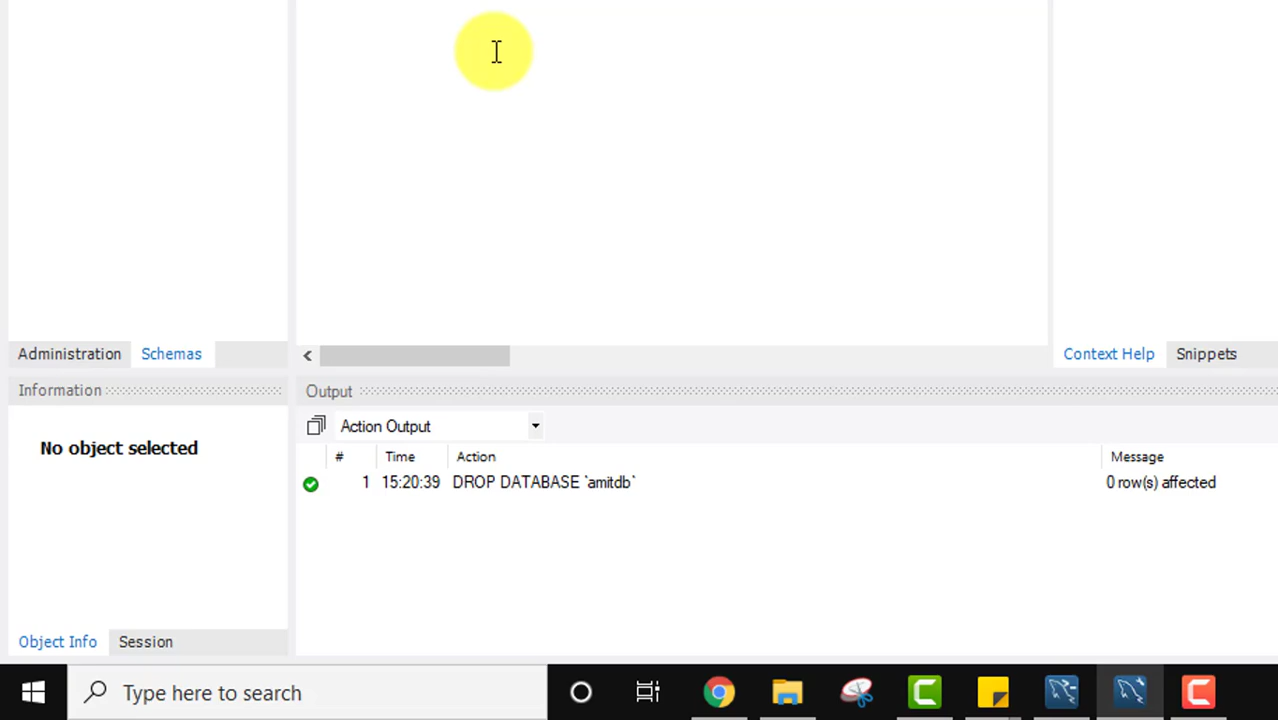 Administration Schemas
Context Help Snippets
Information
Output
No object selected
Action Output
# Time Action Message
1 15:20:39 DROP DATABASE `amitdb` 0 row(s) affected
Object Info Session
Type here to search